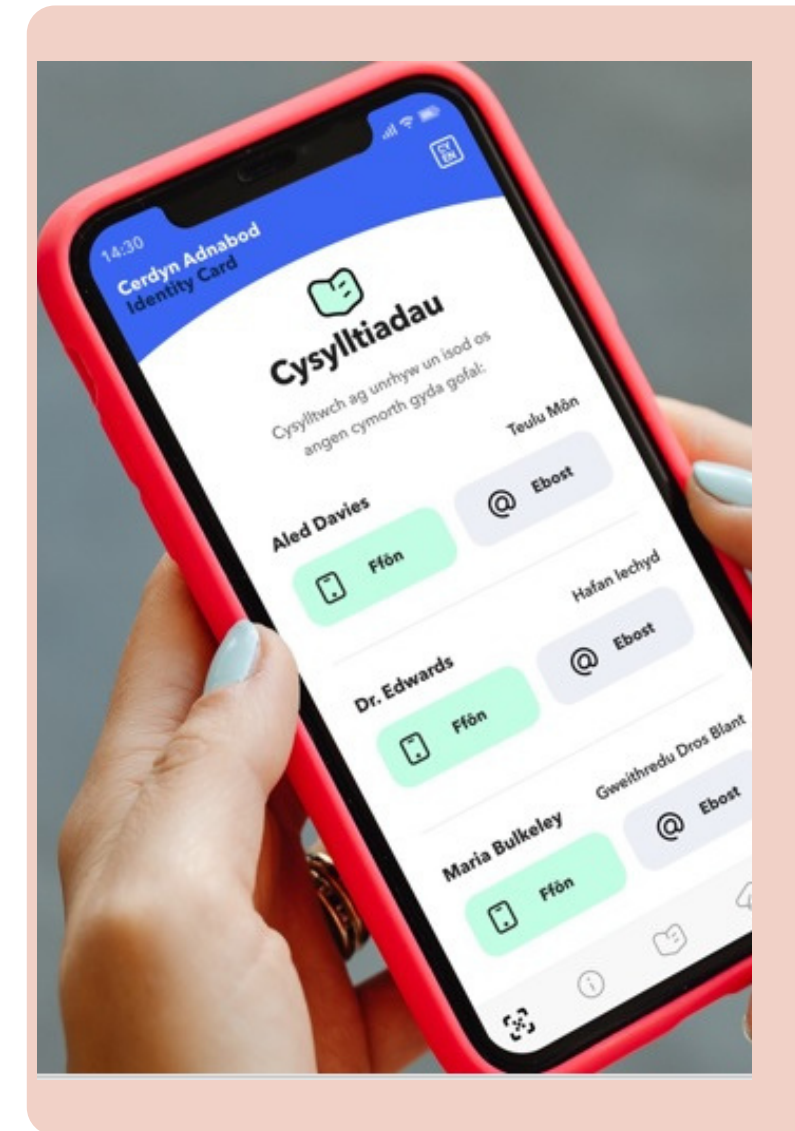 14:30
CY
EN
Cerdyn Adnabod
Identity Card
Cysylltiadau
Cysylltwch ag unrhyw un isod os
angen cymorth gyda gofal:
Aled Davies Teulu Môn
Ffôn @ Ebost
Dr. Edwards Hafan Iechyd
Ffôn @ Ebost
Maria Bulkeley Gweithredu Dros Blant
Ffôn @ Ebost